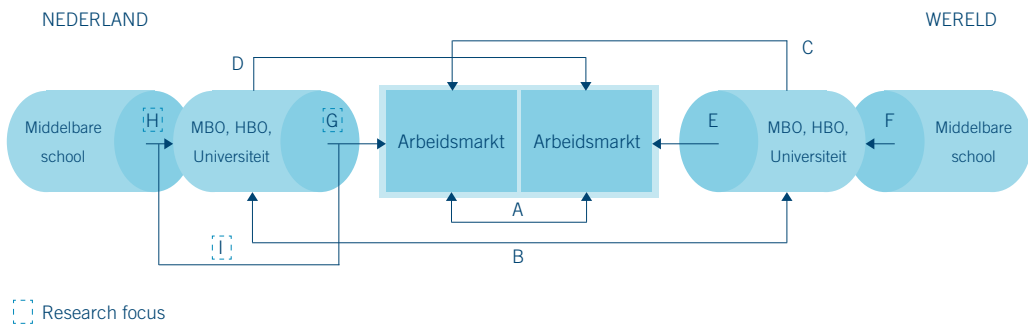 NEDERLAND
WERELD
C
D
H
G
E
F
Middelbare
school
MBO, HBO,
Universiteit
Arbeidsmarkt
Arbeidsmarkt
MBO, HBO,
Universiteit
Middelbare
school
A
I
B
Research focus